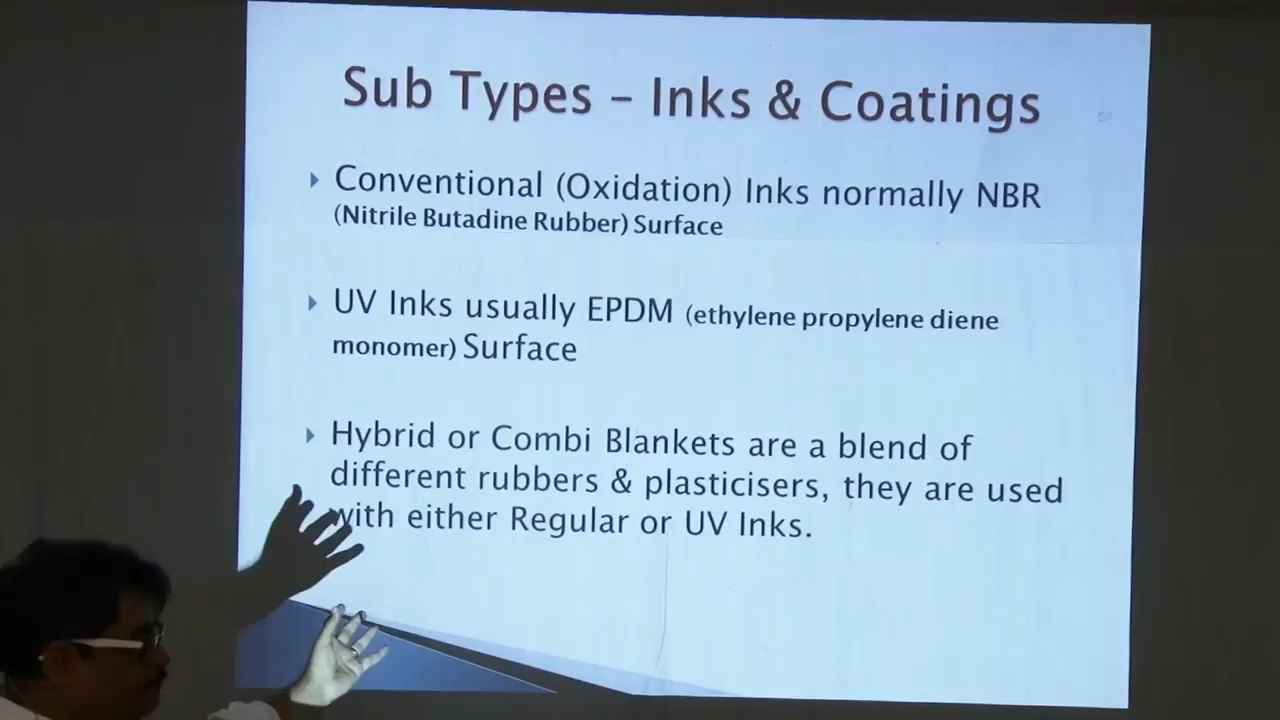 Sub Types – Inks & Coatings
Conventional (Oxidation) Inks normally NBR
(Nitrile Butadine Rubber) Surface
UV Inks usually EPDM (ethylene propylene diene
monomer) Surface
Hybrid or Combi Blankets are a blend of
different rubbers & plasticisers, they are used
with either Regular or UV Inks.